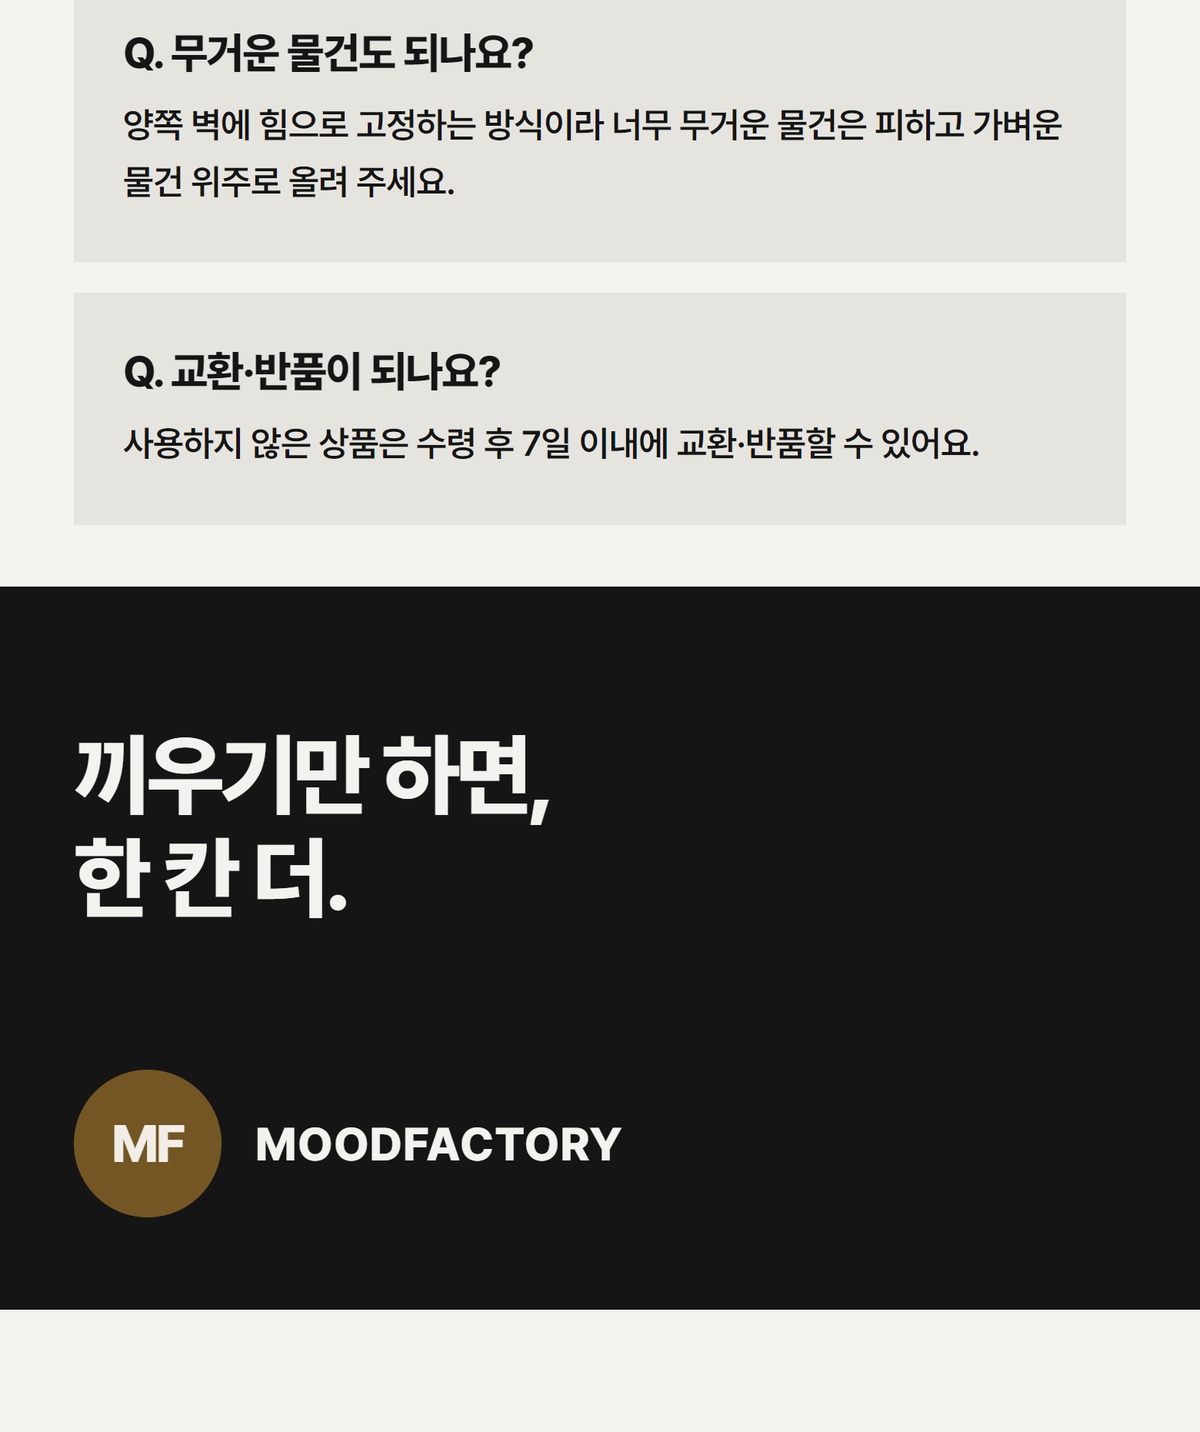 Q. 무거운 물건도 되나요?
양쪽 벽에 힘으로 고정하는 방식이라 너무 무거운 물건은 피하고 가벼운
물건 위주로 올려 주세요.
Q. 교환·반품이 되나요?
사용하지 않은 상품은 수령 후 7일 이내에 교환·반품할 수 있어요.
끼우기만 하면,
한 칸 더.
MF
MOODFACTORY